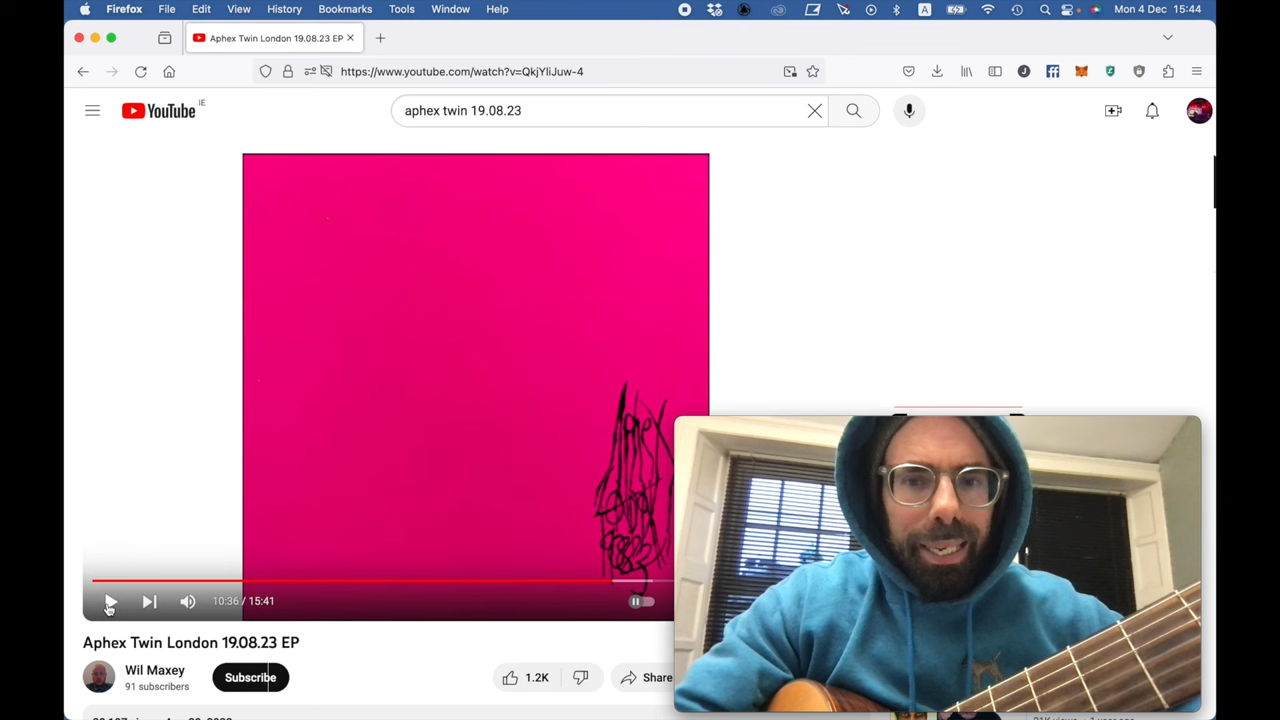 Firefox File Edit View History Bookmarks Tools Window Help A Mon 4 Dec 15:44
Aphex Twin London 19.08.23 EP
https://www.youtube.com/watch?v=QkjYliJuw-4
YouTube IE
aphex twin 19.08.23
10:36 / 15:41
Aphex Twin London 19.08.23 EP
Wil Maxey
91 subscribers
Subscribe
1.2K
Share